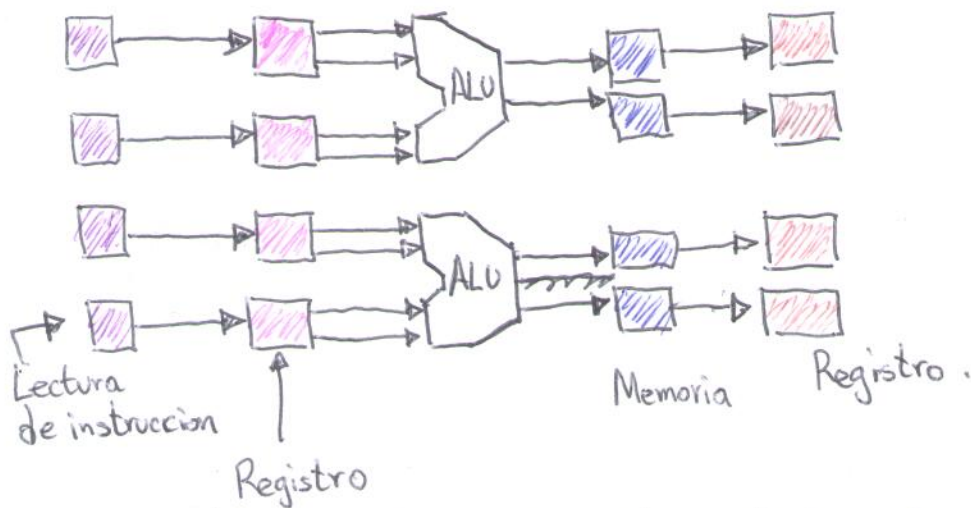 ALU
ALU
Lectura
de instruccion
Registro
Memoria
Registro.